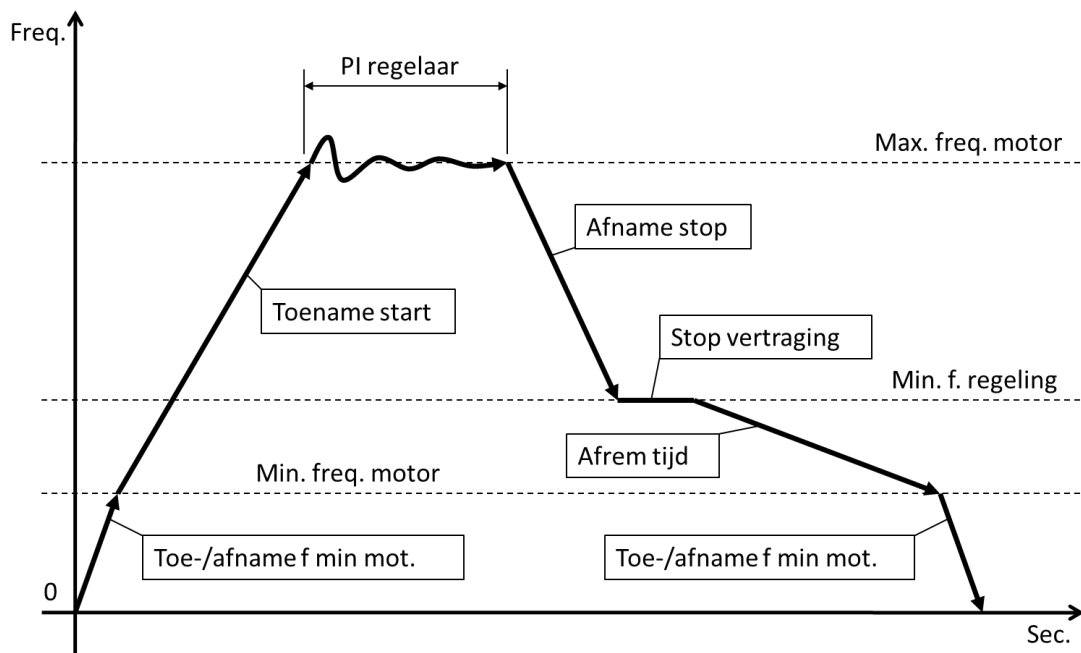 Freq.
PI regelaar
Max. freq. motor
Afname stop
Toename start
Stop vertraging
Min. f. regeling
Afrem tijd
Min. freq. motor
Toe-/afname f min mot.
Toe-/afname f min mot.
0
Sec.